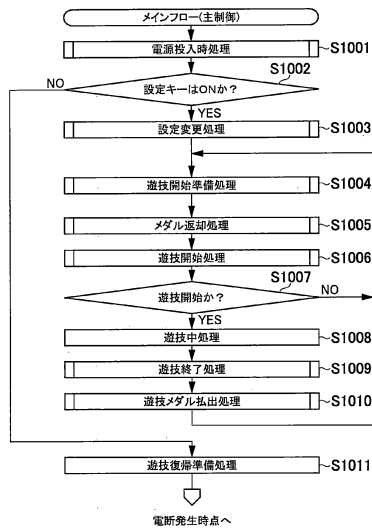 メインフロー(主制御)
電源投入時処理 S1001
S1002
NO 設定キーはONか?
YES
設定変更処理 S1003
遊技開始準備処理 S1004
メダル返却処理 S1005
遊技開始処理 S1006
S1007
遊技開始か? NO
YES
遊技中処理 S1008
遊技終了処理 S1009
遊技メダル払出処理 S1010
遊技復帰準備処理 S1011
電断発生時点へ